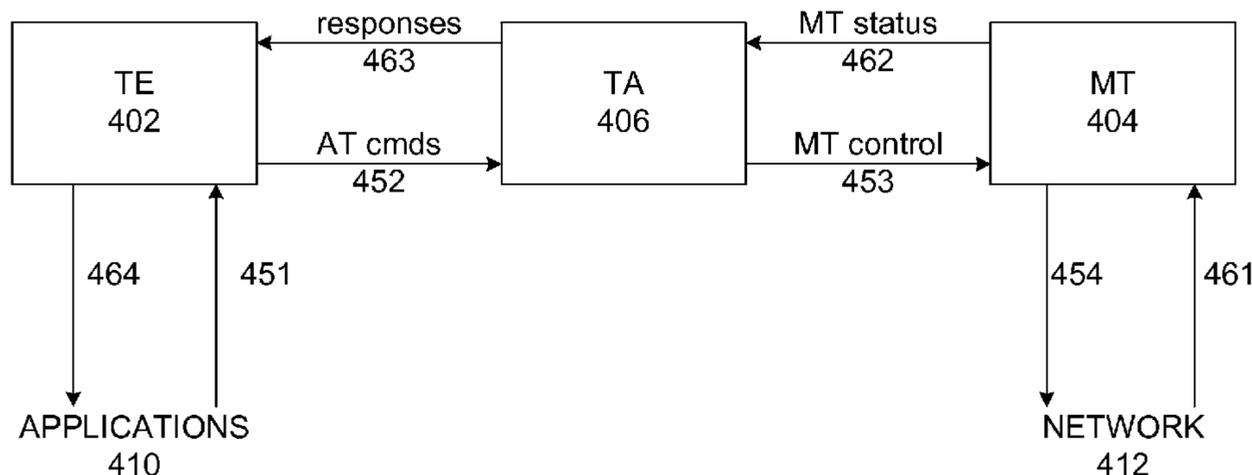 responses
463
MT status
462
TE
402
TA
406
MT
404
AT cmds
452
MT control
453
464
451
454
461
APPLICATIONS
410
NETWORK
412